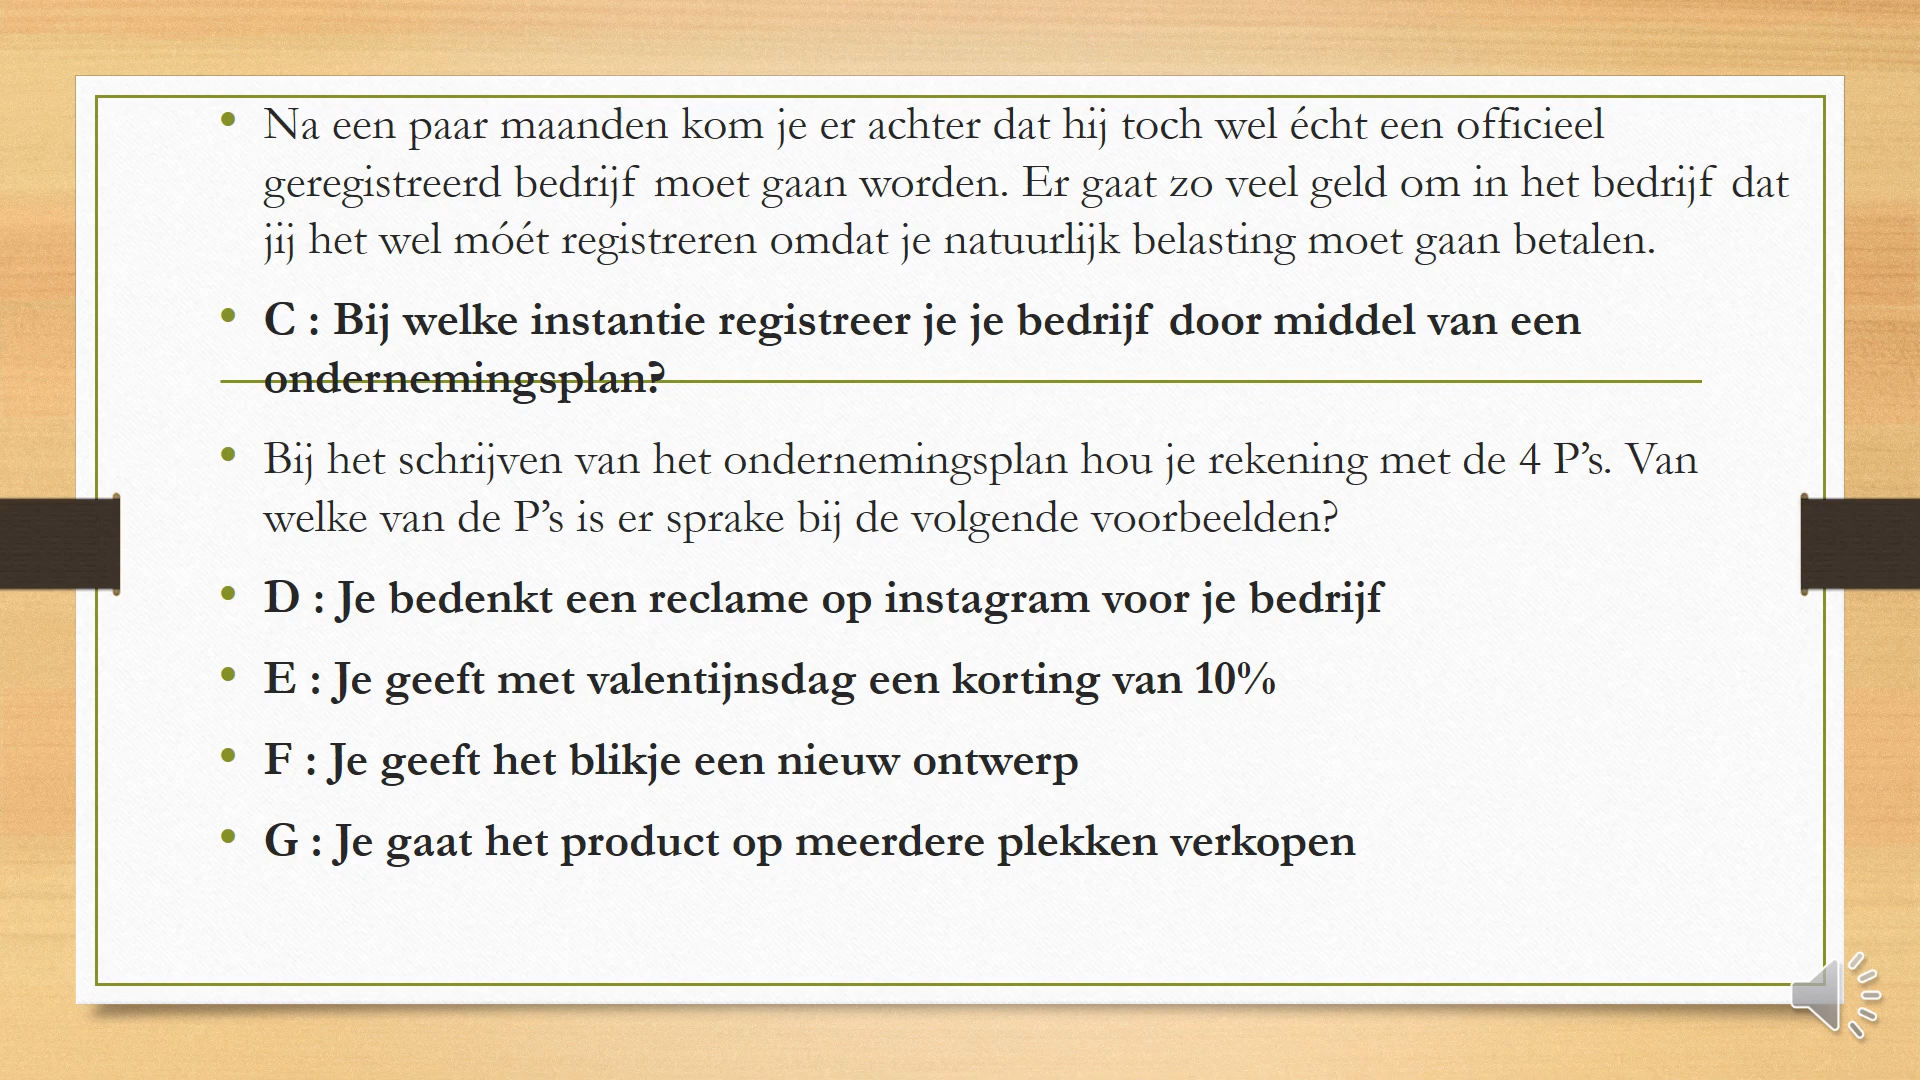 • Na een paar maanden kom je er achter dat hij toch wel écht een officieel
geregistreerd bedrijf moet gaan worden. Er gaat zo veel geld om in het bedrijf dat
jij het wel móét registreren omdat je natuurlijk belasting moet gaan betalen.
• C : Bij welke instantie registreer je je bedrijf door middel van een
ondernemingsplan?
• Bij het schrijven van het ondernemingsplan hou je rekening met de 4 P’s. Van
welke van de P’s is er sprake bij de volgende voorbeelden?
• D : Je bedenkt een reclame op instagram voor je bedrijf
• E : Je geeft met valentijnsdag een korting van 10%
• F : Je geeft het blikje een nieuw ontwerp
• G : Je gaat het product op meerdere plekken verkopen